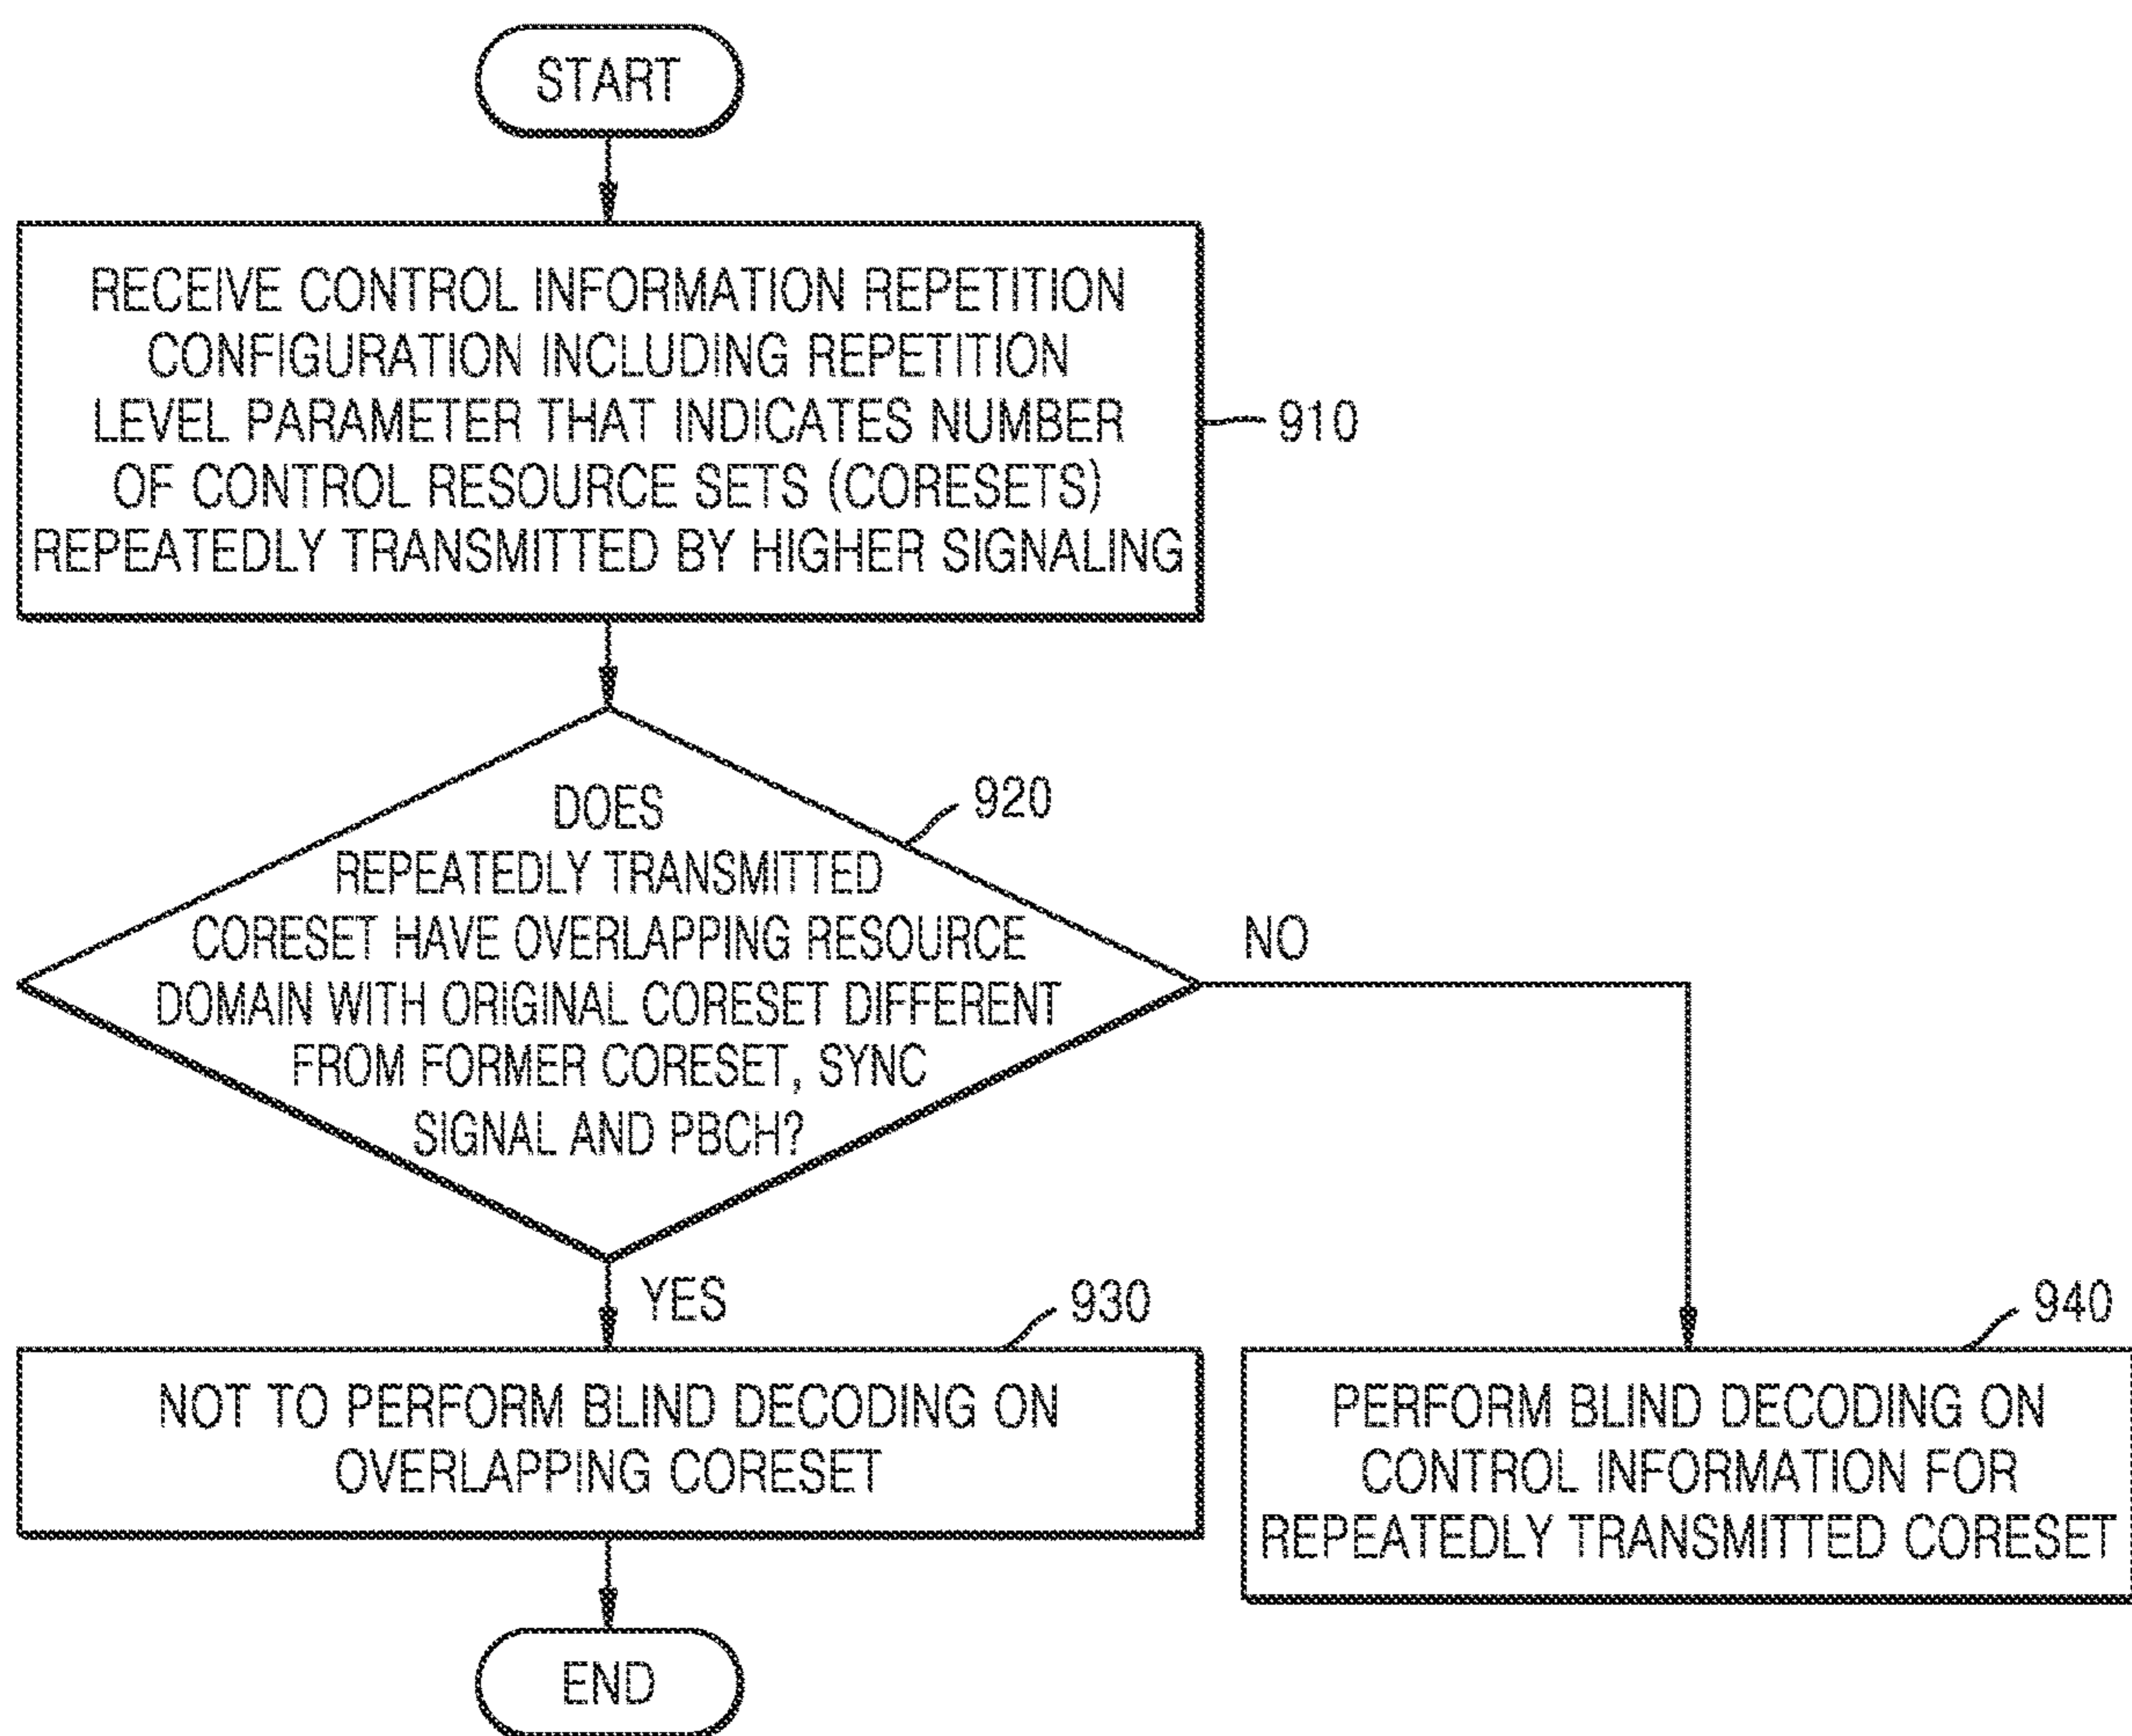 START
RECEIVE CONTROL INFORMATION REPETITION
CONFIGURATION INCLUDING REPETITION
LEVEL PARAMETER THAT INDICATES NUMBER
OF CONTROL RESOURCE SETS (CORESETS)
REPEATEDLY TRANSMITTED BY HIGHER SIGNALING
910
DOES
REPEATEDLY TRANSMITTED
CORESET HAVE OVERLAPPING RESOURCE
DOMAIN WITH ORIGINAL CORESET DIFFERENT
FROM FORMER CORESET, SYNC
SIGNAL AND PBCH?
920
NO
YES
930
NOT TO PERFORM BLIND DECODING ON
OVERLAPPING CORESET
940
PERFORM BLIND DECODING ON
CONTROL INFORMATION FOR
REPEATEDLY TRANSMITTED CORESET
END